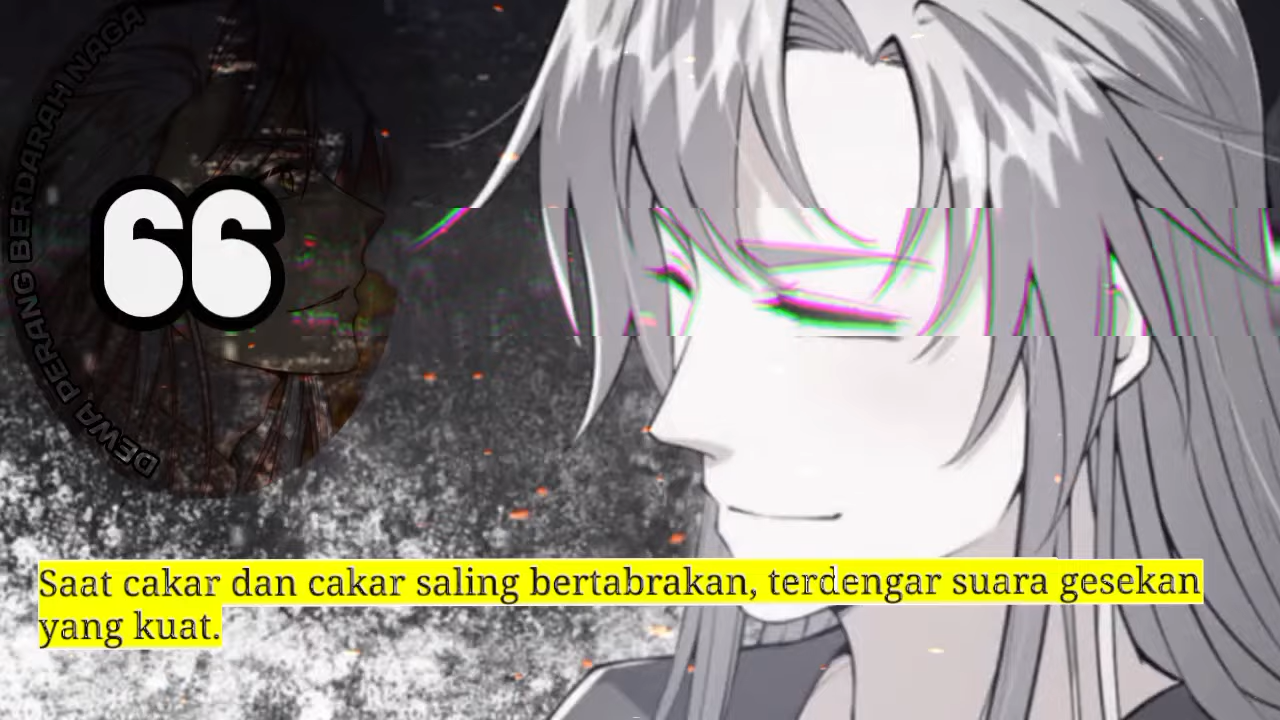 DEWA PERANG BERDARAH NAGA
66
Saat cakar dan cakar saling bertabrakan, terdengar suara gesekan
yang kuat.